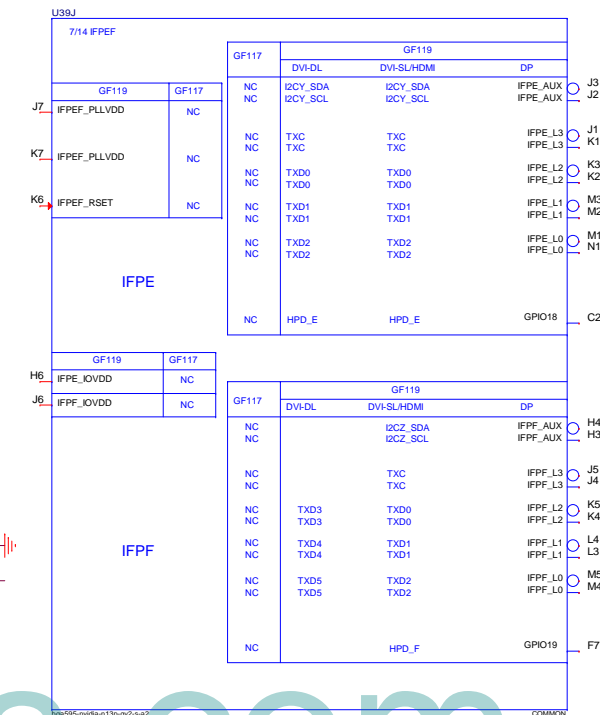 U39J
7/14 IFPEF
GF117 GF119
DVI-DL DVI-SL/HDMI DP
GF119 GF117
J7 IFPEF_PLLVDD NC
K7 IFPEF_PLLVDD NC
K6 IFPEF_RSET NC
NC I2CY_SDA I2CY_SDA IFPE_AUX J3
NC I2CY_SCL I2CY_SCL IFPE_AUX J2
NC TXC TXC IFPE_L3 J1
NC TXC TXC IFPE_L3 K1
NC TXD0 TXD0 IFPE_L2 K3
NC TXD0 TXD0 IFPE_L2 K2
NC TXD1 TXD1 IFPE_L1 M3
NC TXD1 TXD1 IFPE_L1 M2
NC TXD2 TXD2 IFPE_L0 M1
NC TXD2 TXD2 IFPE_L0 N1
IFPE
NC HPD_E HPD_E GPIO18 C2
GF119 GF117
H6 IFPE_IOVDD NC
J6 IFPF_IOVDD NC
GF117 GF119
DVI-DL DVI-SL/HDMI DP
NC I2CZ_SDA IFPF_AUX H4
NC I2CZ_SCL IFPF_AUX H3
NC TXC IFPF_L3 J5
NC TXC IFPF_L3 J4
NC TXD3 TXD0 IFPF_L2 K5
NC TXD3 TXD0 IFPF_L2 K4
NC TXD4 TXD1 IFPF_L1 L4
NC TXD4 TXD1 IFPF_L1 L3
IFPF
NC TXD5 TXD2 IFPF_L0 M5
NC TXD5 TXD2 IFPF_L0 M4
NC HPD_F GPIO19 F7
bga595-nvidia-n13p-gv2-s-a2 COMMON